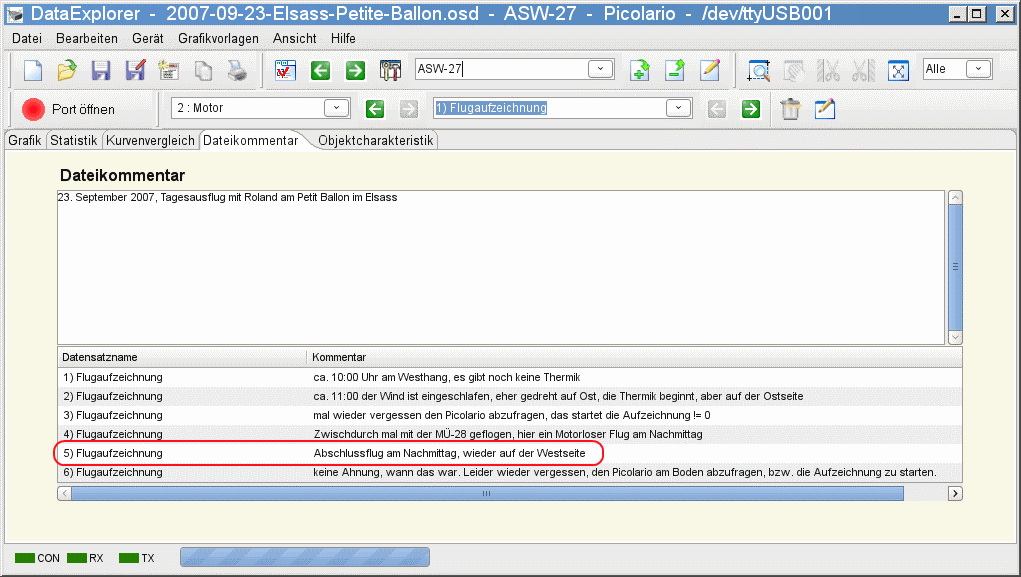 DataExplorer - 2007-09-23-Elsass-Petite-Ballon.osd - ASW-27 - Picolario - /dev/ttyUSB001
Datei Bearbeiten Gerät Grafikvorlagen Ansicht Hilfe
ASW-27 Alle
Port öffnen 2 : Motor 1) Flugaufzeichnung
Grafik Statistik Kurvenvergleich Dateikommentar Objektcharakteristik
Dateikommentar
23. September 2007, Tagesausflug mit Roland am Petit Ballon im Elsass
Datensatzname Kommentar
1) Flugaufzeichnung ca. 10:00 Uhr am Westhang, es gibt noch keine Thermik
2) Flugaufzeichnung ca. 11:00 der Wind ist eingeschlafen, eher gedreht auf Ost, die Thermik beginnt, aber auf der Ostseite
3) Flugaufzeichnung mal wieder vergessen den Picolario abzufragen, das startet die Aufzeichnung != 0
4) Flugaufzeichnung Zwischdurch mal mit der MÜ-28 geflogen, hier ein Motorloser Flug am Nachmittag
5) Flugaufzeichnung Abschlussflug am Nachmittag, wieder auf der Westseite
6) Flugaufzeichnung keine Ahnung, wann das war. Leider wieder vergessen, den Picolario am Boden abzufragen, bzw. die Aufzeichnung zu starten.
CON RX TX